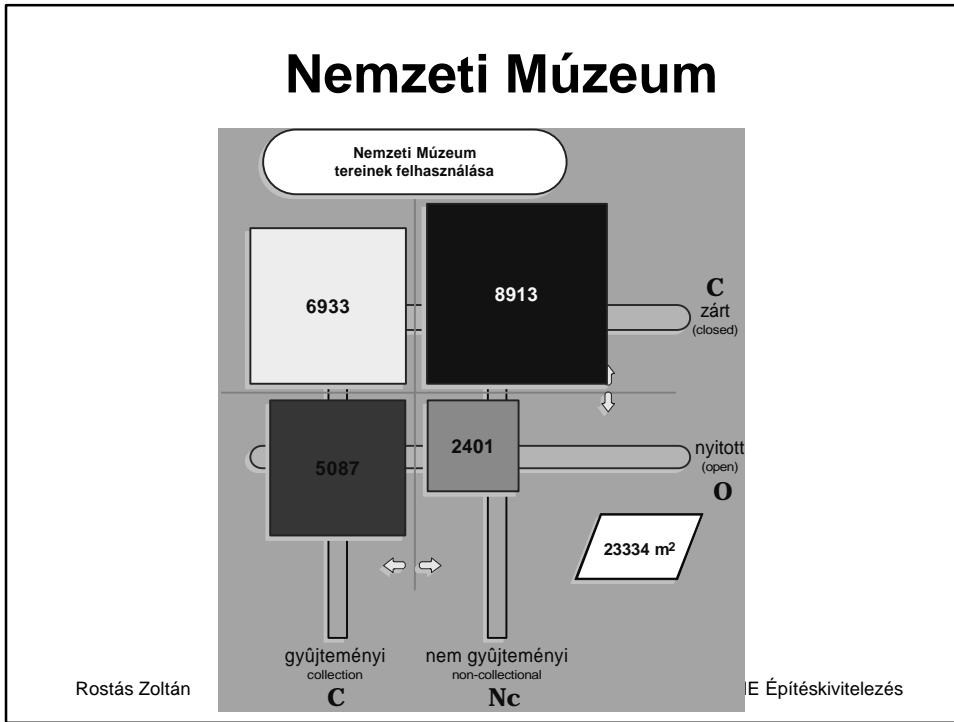 Nemzeti Múzeum
Nemzeti Múzeum
tereinek felhasználása
6933
8913
C
zárt
(closed)
5087
2401
nyitott
(open)
O
23334 m²
gyûjteményi
collection
C
nem gyûjteményi
non-collectional
Nc
Rostás Zoltán
Építéskivitelezés